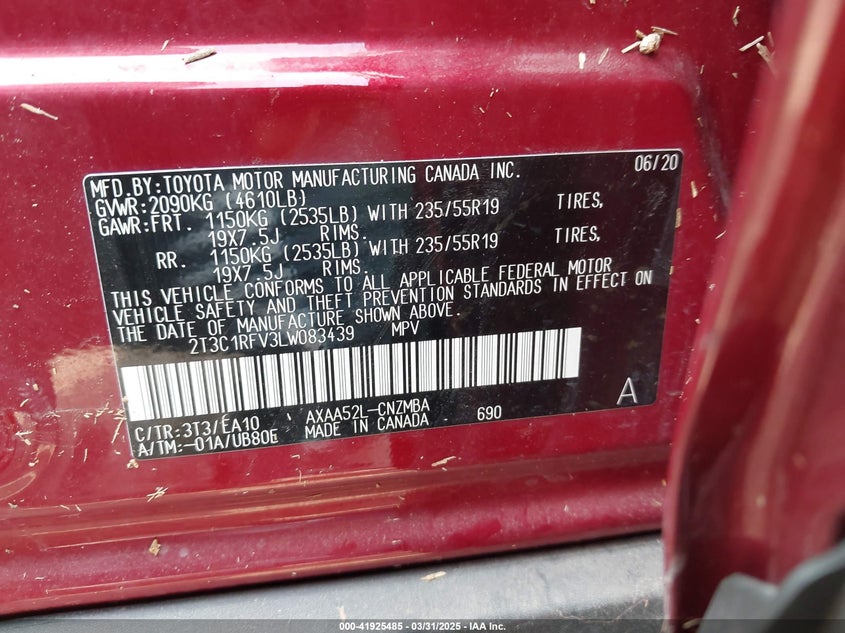 MFD.BY:TOYOTA MOTOR MANUFACTURING CANADA INC. 06/20
GVWR:2090KG (4610LB)
GAWR:FRT. 1150KG (2535LB) WITH 235/55R19 TIRES,
19X7.5J RIMS.
RR. 1150KG (2535LB) WITH 235/55R19 TIRES,
19X7.5J RIMS.
THIS VEHICLE CONFORMS TO ALL APPLICABLE FEDERAL MOTOR
VEHICLE SAFETY AND THEFT PREVENTION STANDARDS IN EFFECT ON
THE DATE OF MANUFACTURE SHOWN ABOVE.
2T3C1RFV3LW083439 MPV
A
C/TR:3T3/EA10 AXAA52L-CNZMBA
A/TM:-01A/UB80E MADE IN CANADA. 690
000-41925485 - 03/31/2025 - © IAA Inc.